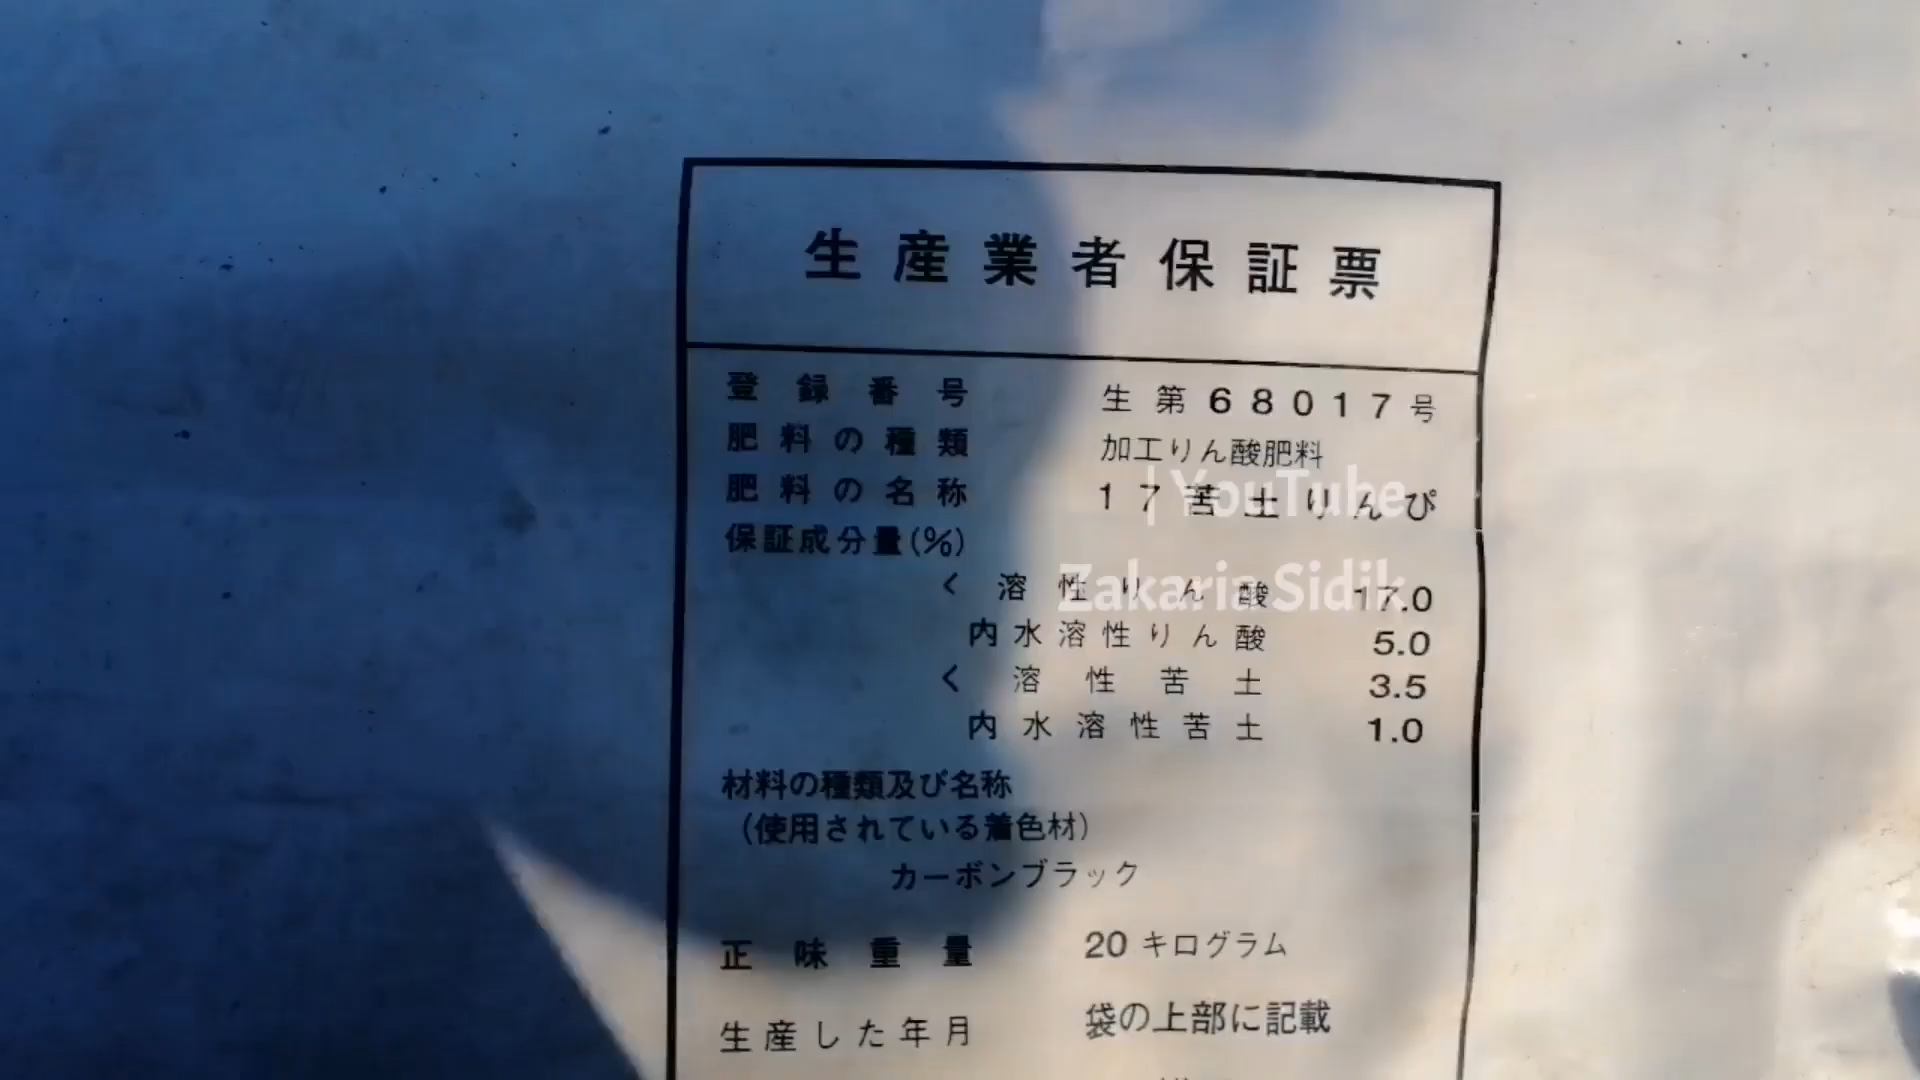 生産業者保証票
登録番号 生第68017号
肥料の種類 加工りん酸肥料
肥料の名称 17苦土りんぴ
保証成分量(%)
く溶性りん酸 17.0
内水溶性りん酸 5.0
く溶性苦土 3.5
内水溶性苦土 1.0
材料の種類及び名称
(使用されている着色材)
カーボンブラック
正味重量 20キログラム
生産した年月 袋の上部に記載
| YouTube
Zakaria Sidik